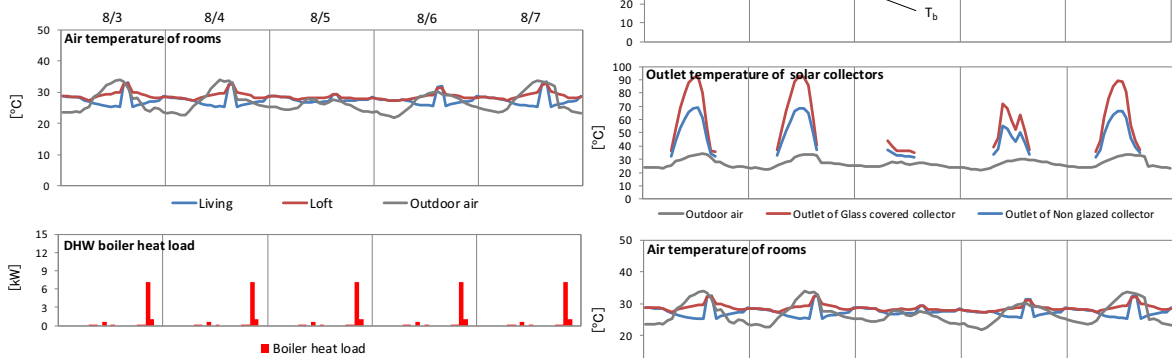 8/3 8/4 8/5 8/6 8/7
50
40
30
20
10
0
[°C]
Air temperature of rooms
Living Loft Outdoor air
15
12
9
6
3
0
[kW]
DHW boiler heat load
Boiler heat load
20
0
T_b
100
90
80
70
60
50
40
30
20
10
0
[°C]
Outlet temperature of solar collectors
Outdoor air Outlet of Glass covered collector Outlet of Non glazed collector
50
40
30
20
[°C]
Air temperature of rooms